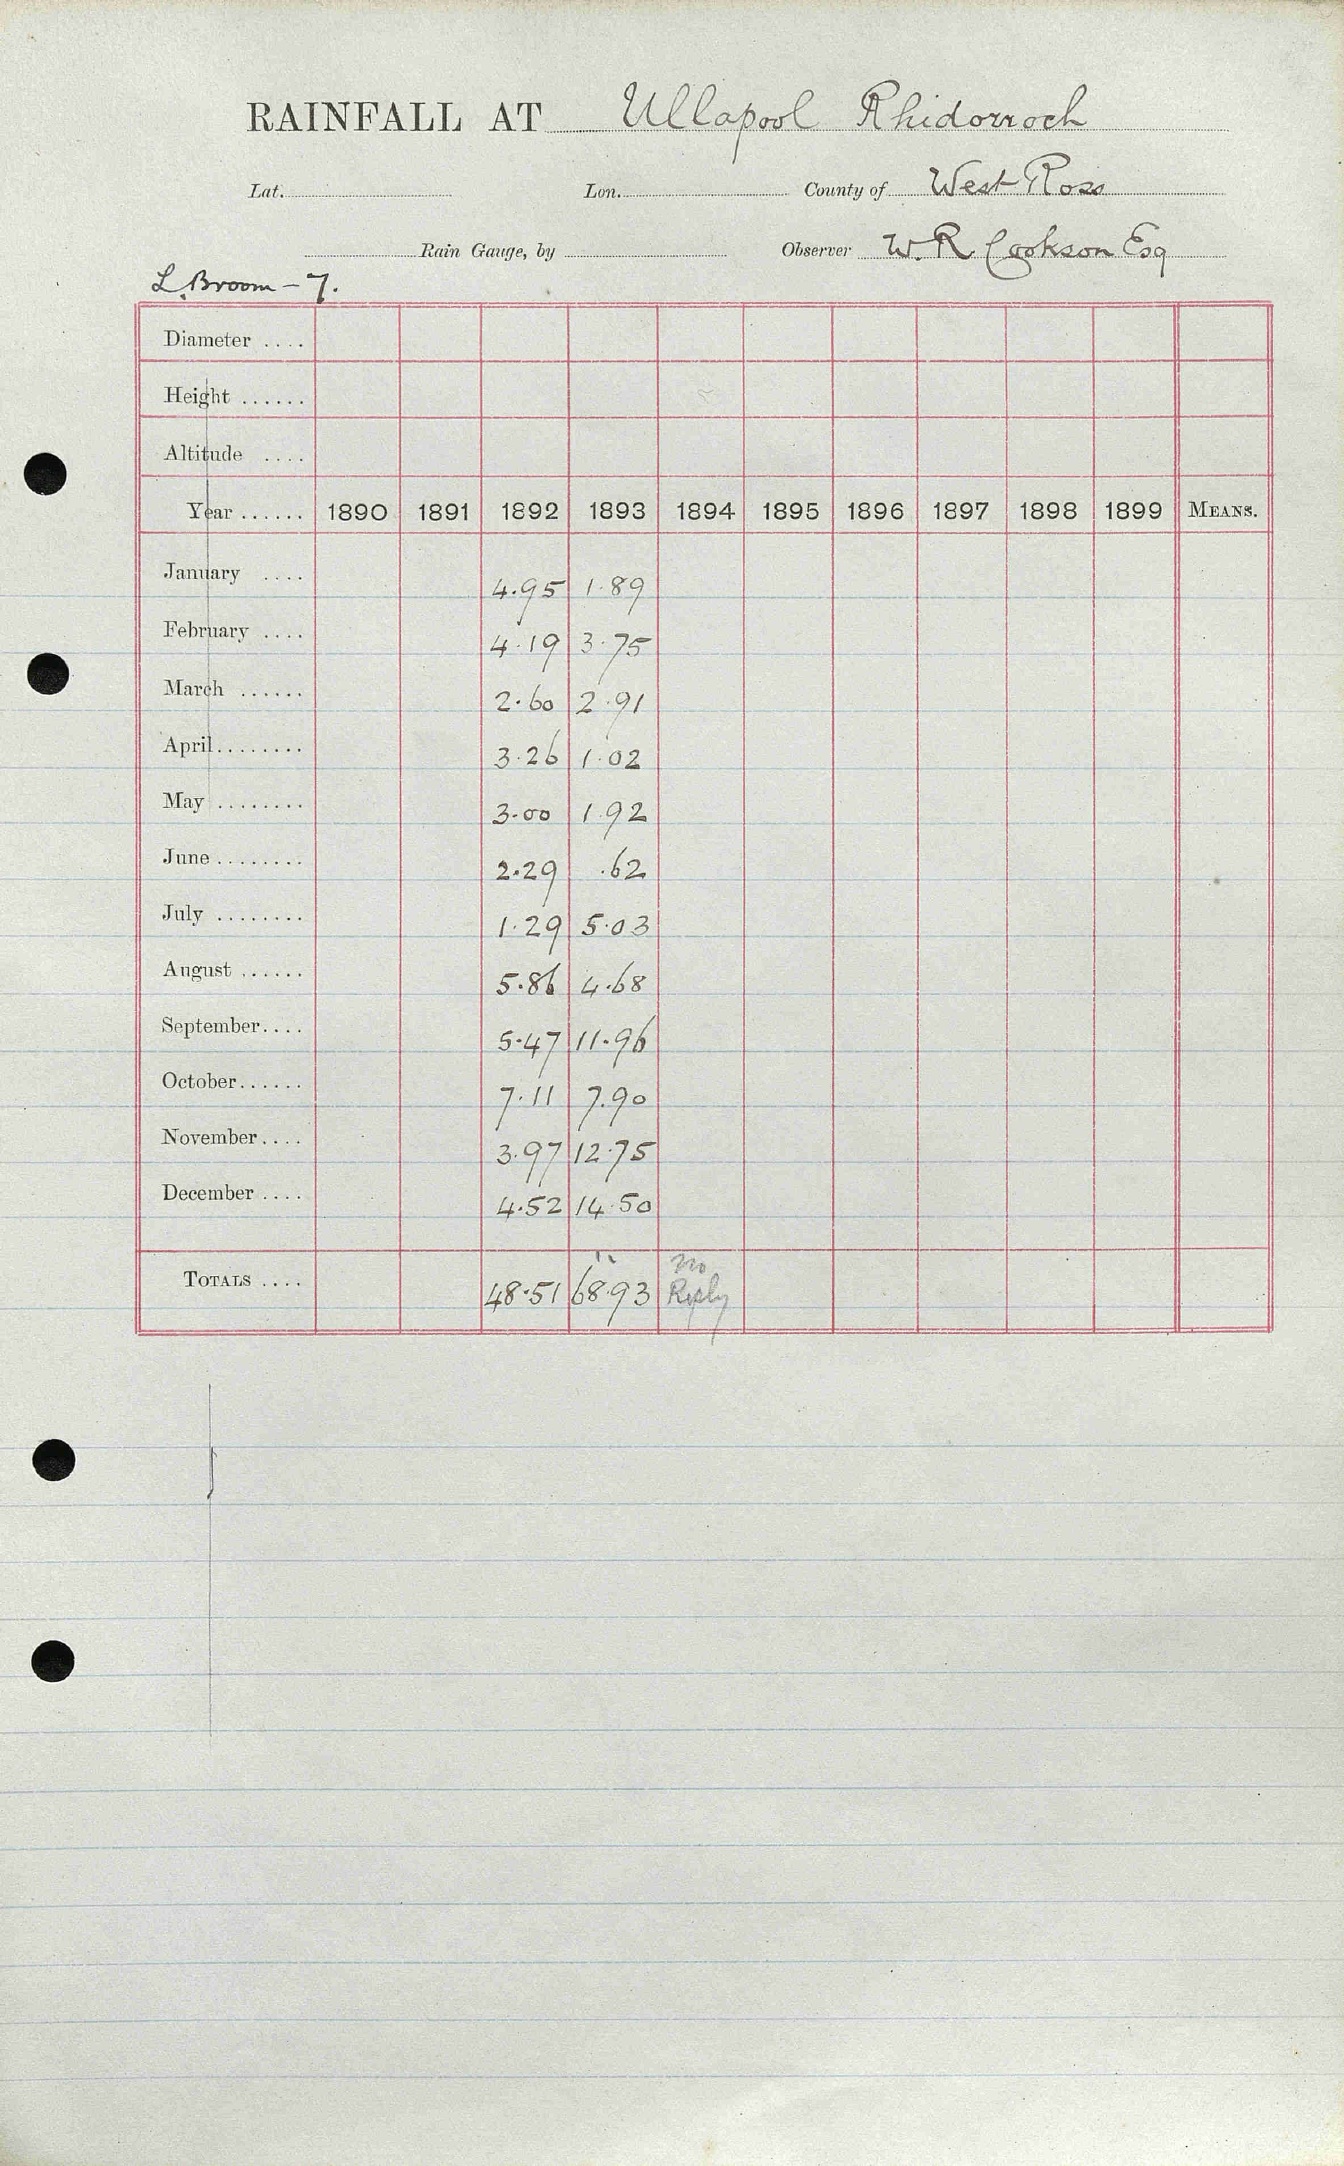 RAINFALL AT Ullapool Rhidorroch
Lat. Lon. County of West Ross
Rain Gauge, by Observer W. R. Cookson Esq
L. Broom – 7.
Diameter ....
Height ......
Altitude ....
Year ...... 1890 1891 1892 1893 1894 1895 1896 1897 1898 1899 MEANS.
January .... 4.95 1.89
February .... 4.19 3.75
March ...... 2.60 2.91
April........ 3.26 1.02
May ........ 3.00 1.92
June ........ 2.29 .62
July ........ 1.29 5.03
August ...... 5.86 4.68
September.... 5.47 11.96
October...... 7.11 7.90
November.... 3.97 12.75
December .... 4.52 14.50
TOTALS .... 48.51 68.93 No Reply